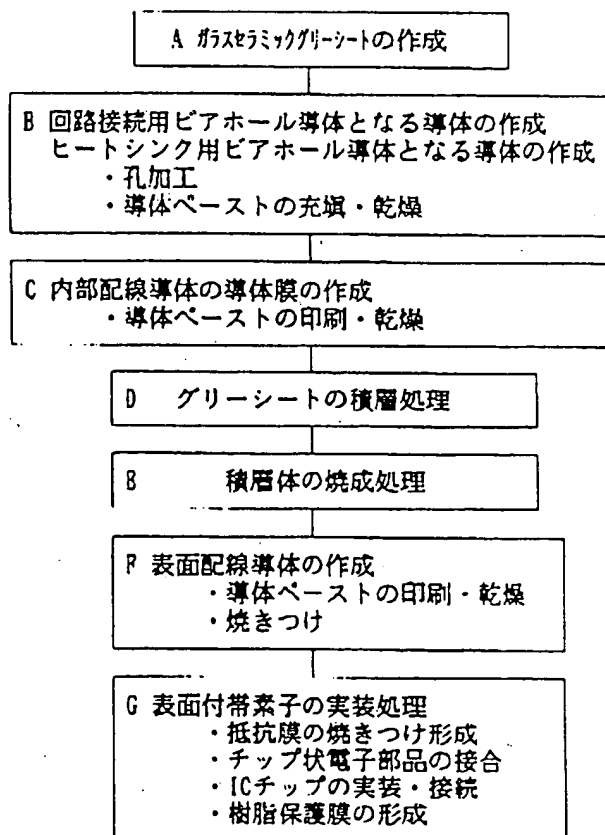 A ガラスセラミックグリーシートの作成
B 回路接続用ビアホール導体となる導体の作成
ヒートシンク用ビアホール導体となる導体の作成
・孔加工
・導体ペーストの充塡・乾燥
C 内部配線導体の導体膜の作成
・導体ペーストの印刷・乾燥
D グリーシートの積層処理
E 積層体の焼成処理
F 表面配線導体の作成
・導体ペーストの印刷・乾燥
・焼きつけ
G 表面付帯素子の実装処理
・抵抗膜の焼きつけ形成
・チップ状電子部品の接合
・ICチップの実装・接続
・樹脂保護膜の形成